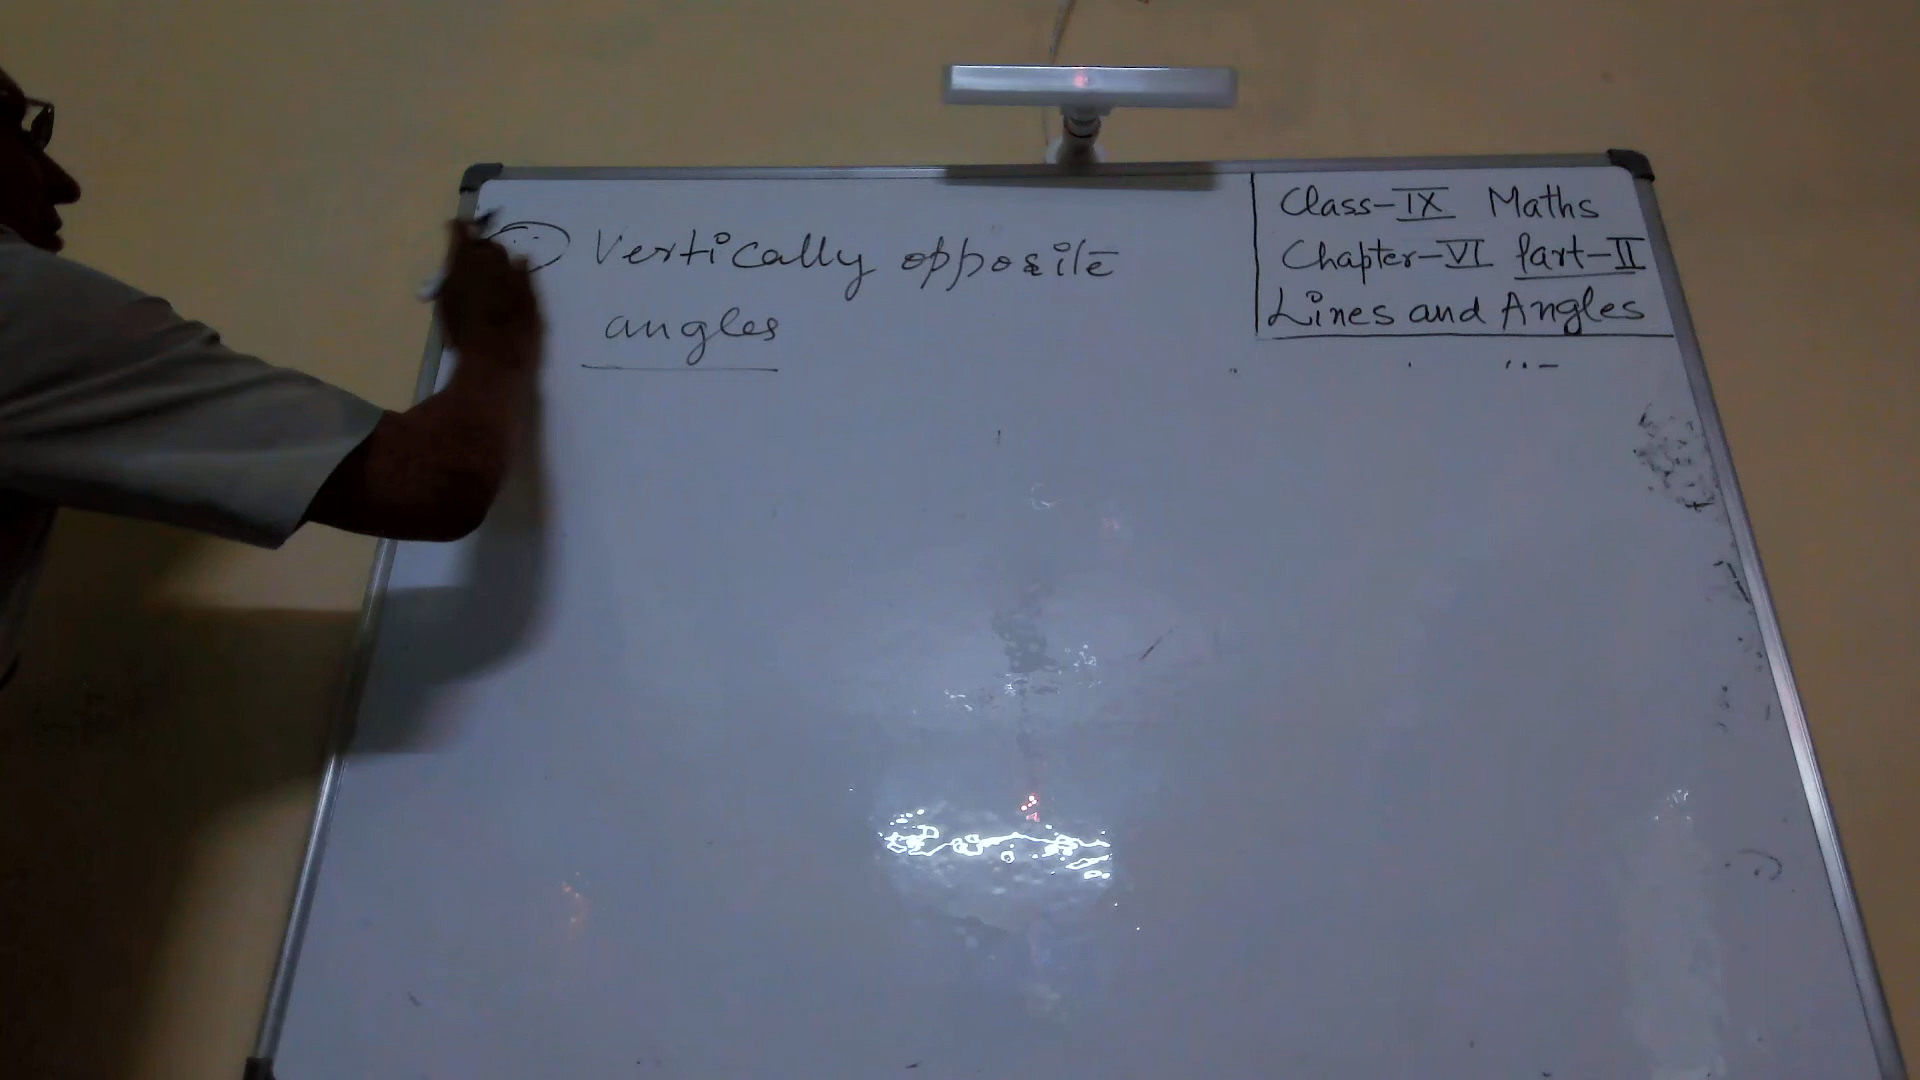 Vertically opposite
angles
Class-IX Maths
Chapter-VI Part-II
Lines and Angles